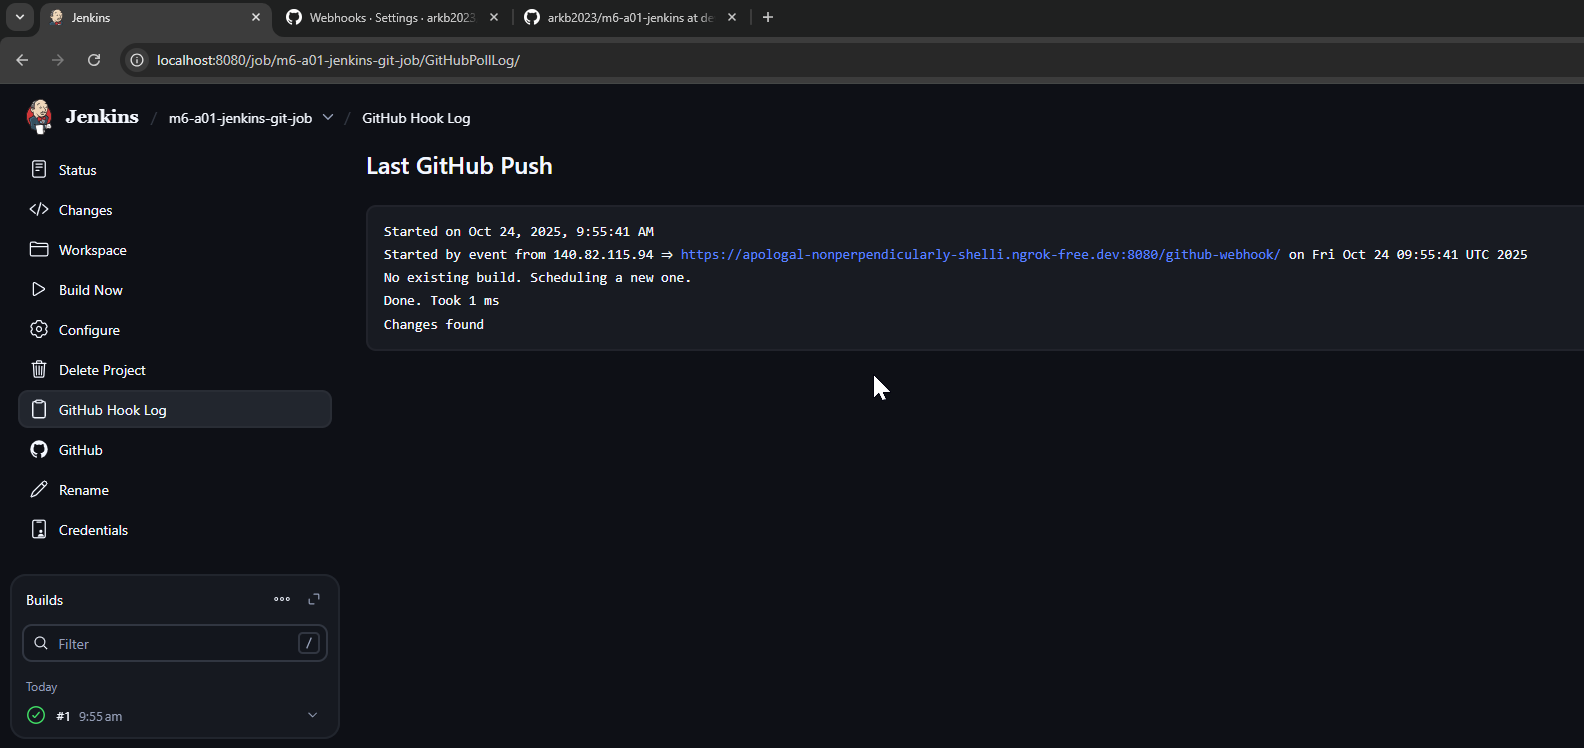 Jenkins
Webhooks · Settings · arkb2023
arkb2023/m6-a01-jenkins at de
localhost:8080/job/m6-a01-jenkins-git-job/GitHubPollLog/
Jenkins / m6-a01-jenkins-git-job / GitHub Hook Log
Status
Changes
Workspace
Build Now
Configure
Delete Project
GitHub Hook Log
GitHub
Rename
Credentials
Builds
Filter /
Today
#1 9:55 am
Last GitHub Push
Started on Oct 24, 2025, 9:55:41 AM
Started by event from 140.82.115.94 ⇒ https://apologal-nonperpendicularly-shelli.ngrok-free.dev:8080/github-webhook/ on Fri Oct 24 09:55:41 UTC 2025
No existing build. Scheduling a new one.
Done. Took 1 ms
Changes found